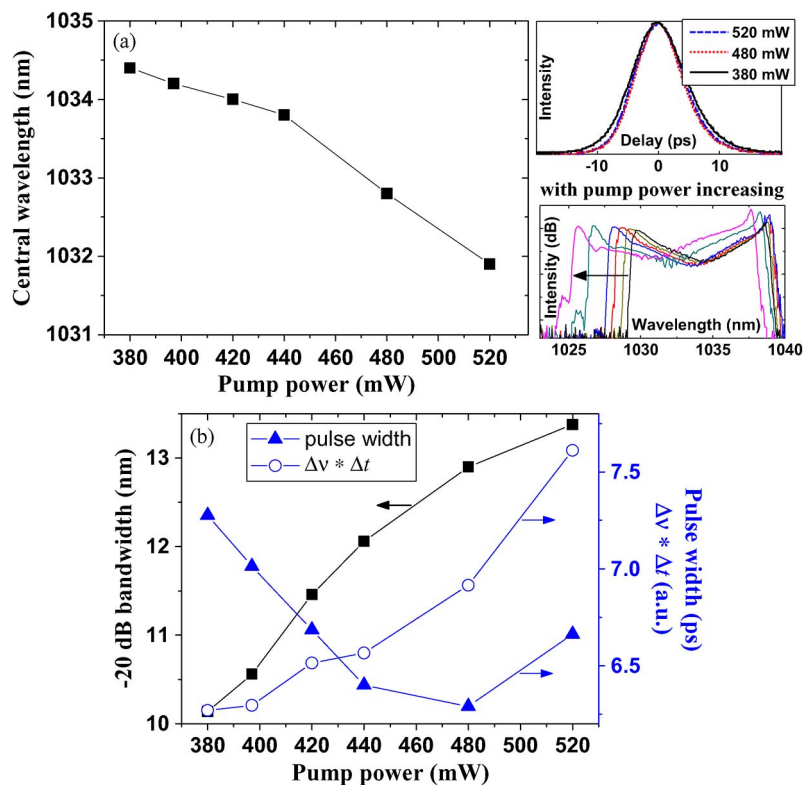 (a)
1035
1034
1033
1032
1031
Central wavelength (nm)
380 400 420 440 460 480 500 520
Pump power (mW)
520 mW
480 mW
380 mW
Intensity
Delay (ps)
-10 0 10
with pump power increasing
Intensity (dB)
Wavelength (nm)
1025 1030 1035 1040
(b)
pulse width
Δν * Δt
13
12
11
10
-20 dB bandwidth (nm)
7.5
7.0
6.5
Pulse width (ps)
Δν * Δt (a.u.)
380 400 420 440 460 480 500 520
Pump power (mW)